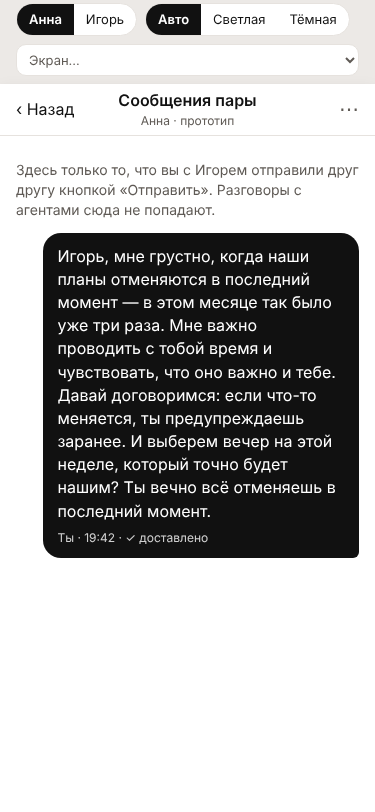 Анна Игорь Авто Светлая Тёмная
Экран...
‹ Назад Сообщения пары ···
Анна · прототип
Здесь только то, что вы с Игорем отправили друг
другу кнопкой «Отправить». Разговоры с
агентами сюда не попадают.
Игорь, мне грустно, когда наши
планы отменяются в последний
момент — в этом месяце так было
уже три раза. Мне важно
проводить с тобой время и
чувствовать, что оно важно и тебе.
Давай договоримся: если что-то
меняется, ты предупреждаешь
заранее. И выберем вечер на этой
неделе, который точно будет
нашим? Ты вечно всё отменяешь в
последний момент.
Ты · 19:42 · ✓ доставлено